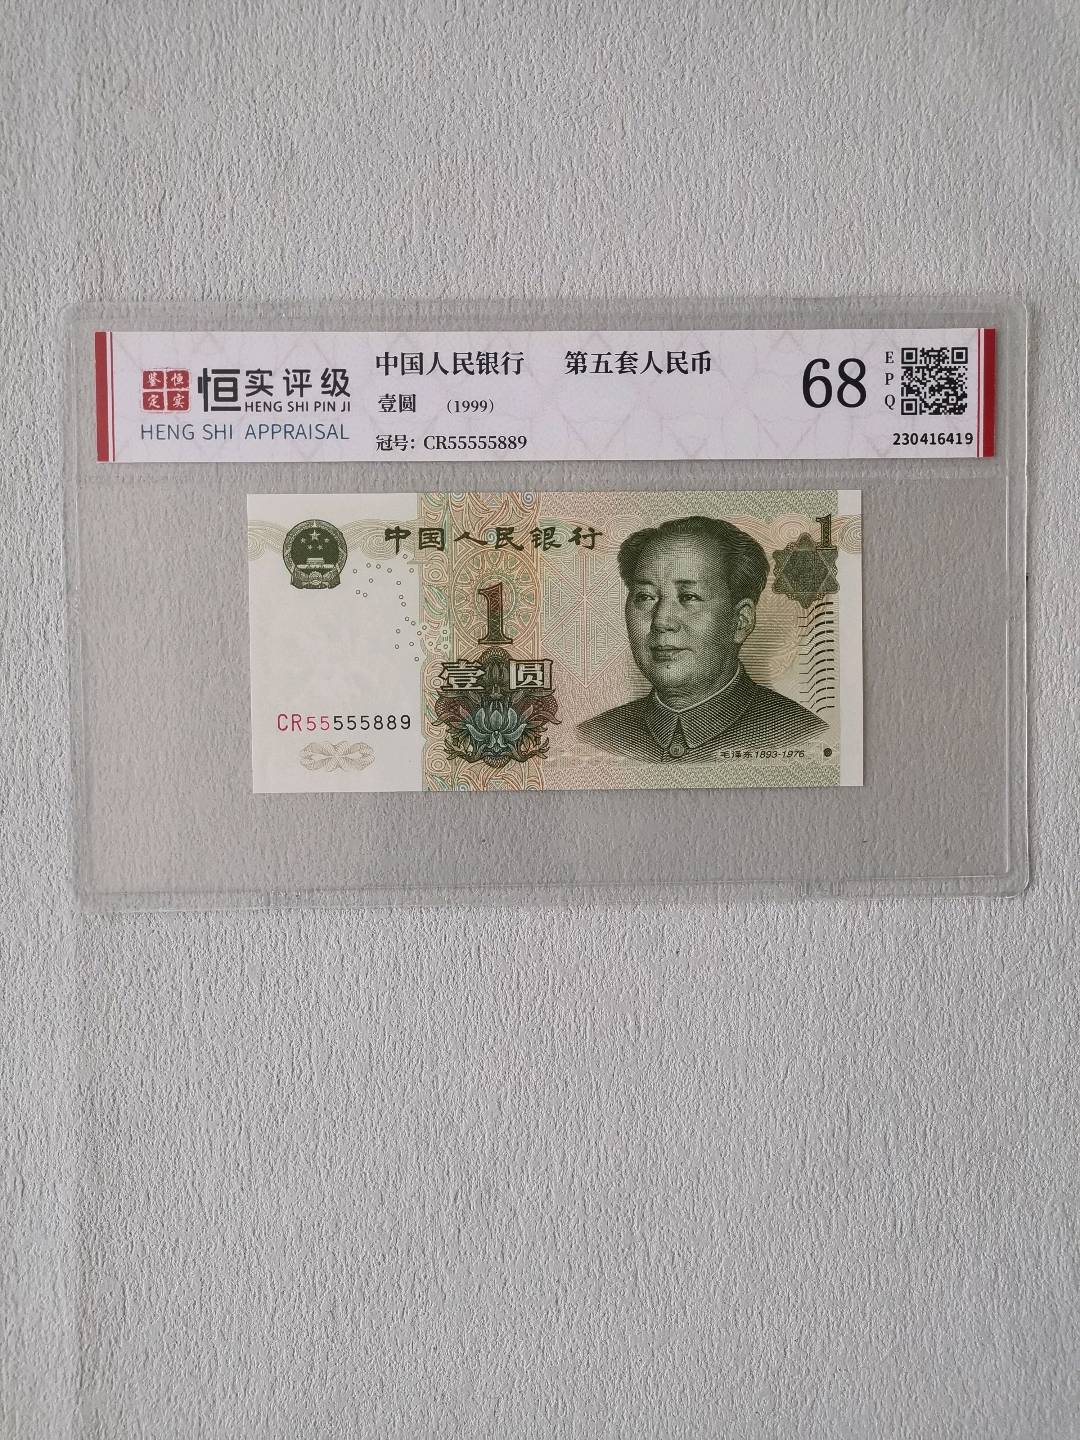 鉴恒
定实
恒实评级
HENG SHI PIN JI
HENG SHI APPRAISAL
中国人民银行 第五套人民币
壹圆 （1999）
冠号: CR55555889
68
EPQ
230416419
中国人民银行
1
1
壹圆
CR55555889
毛泽东1893-1976